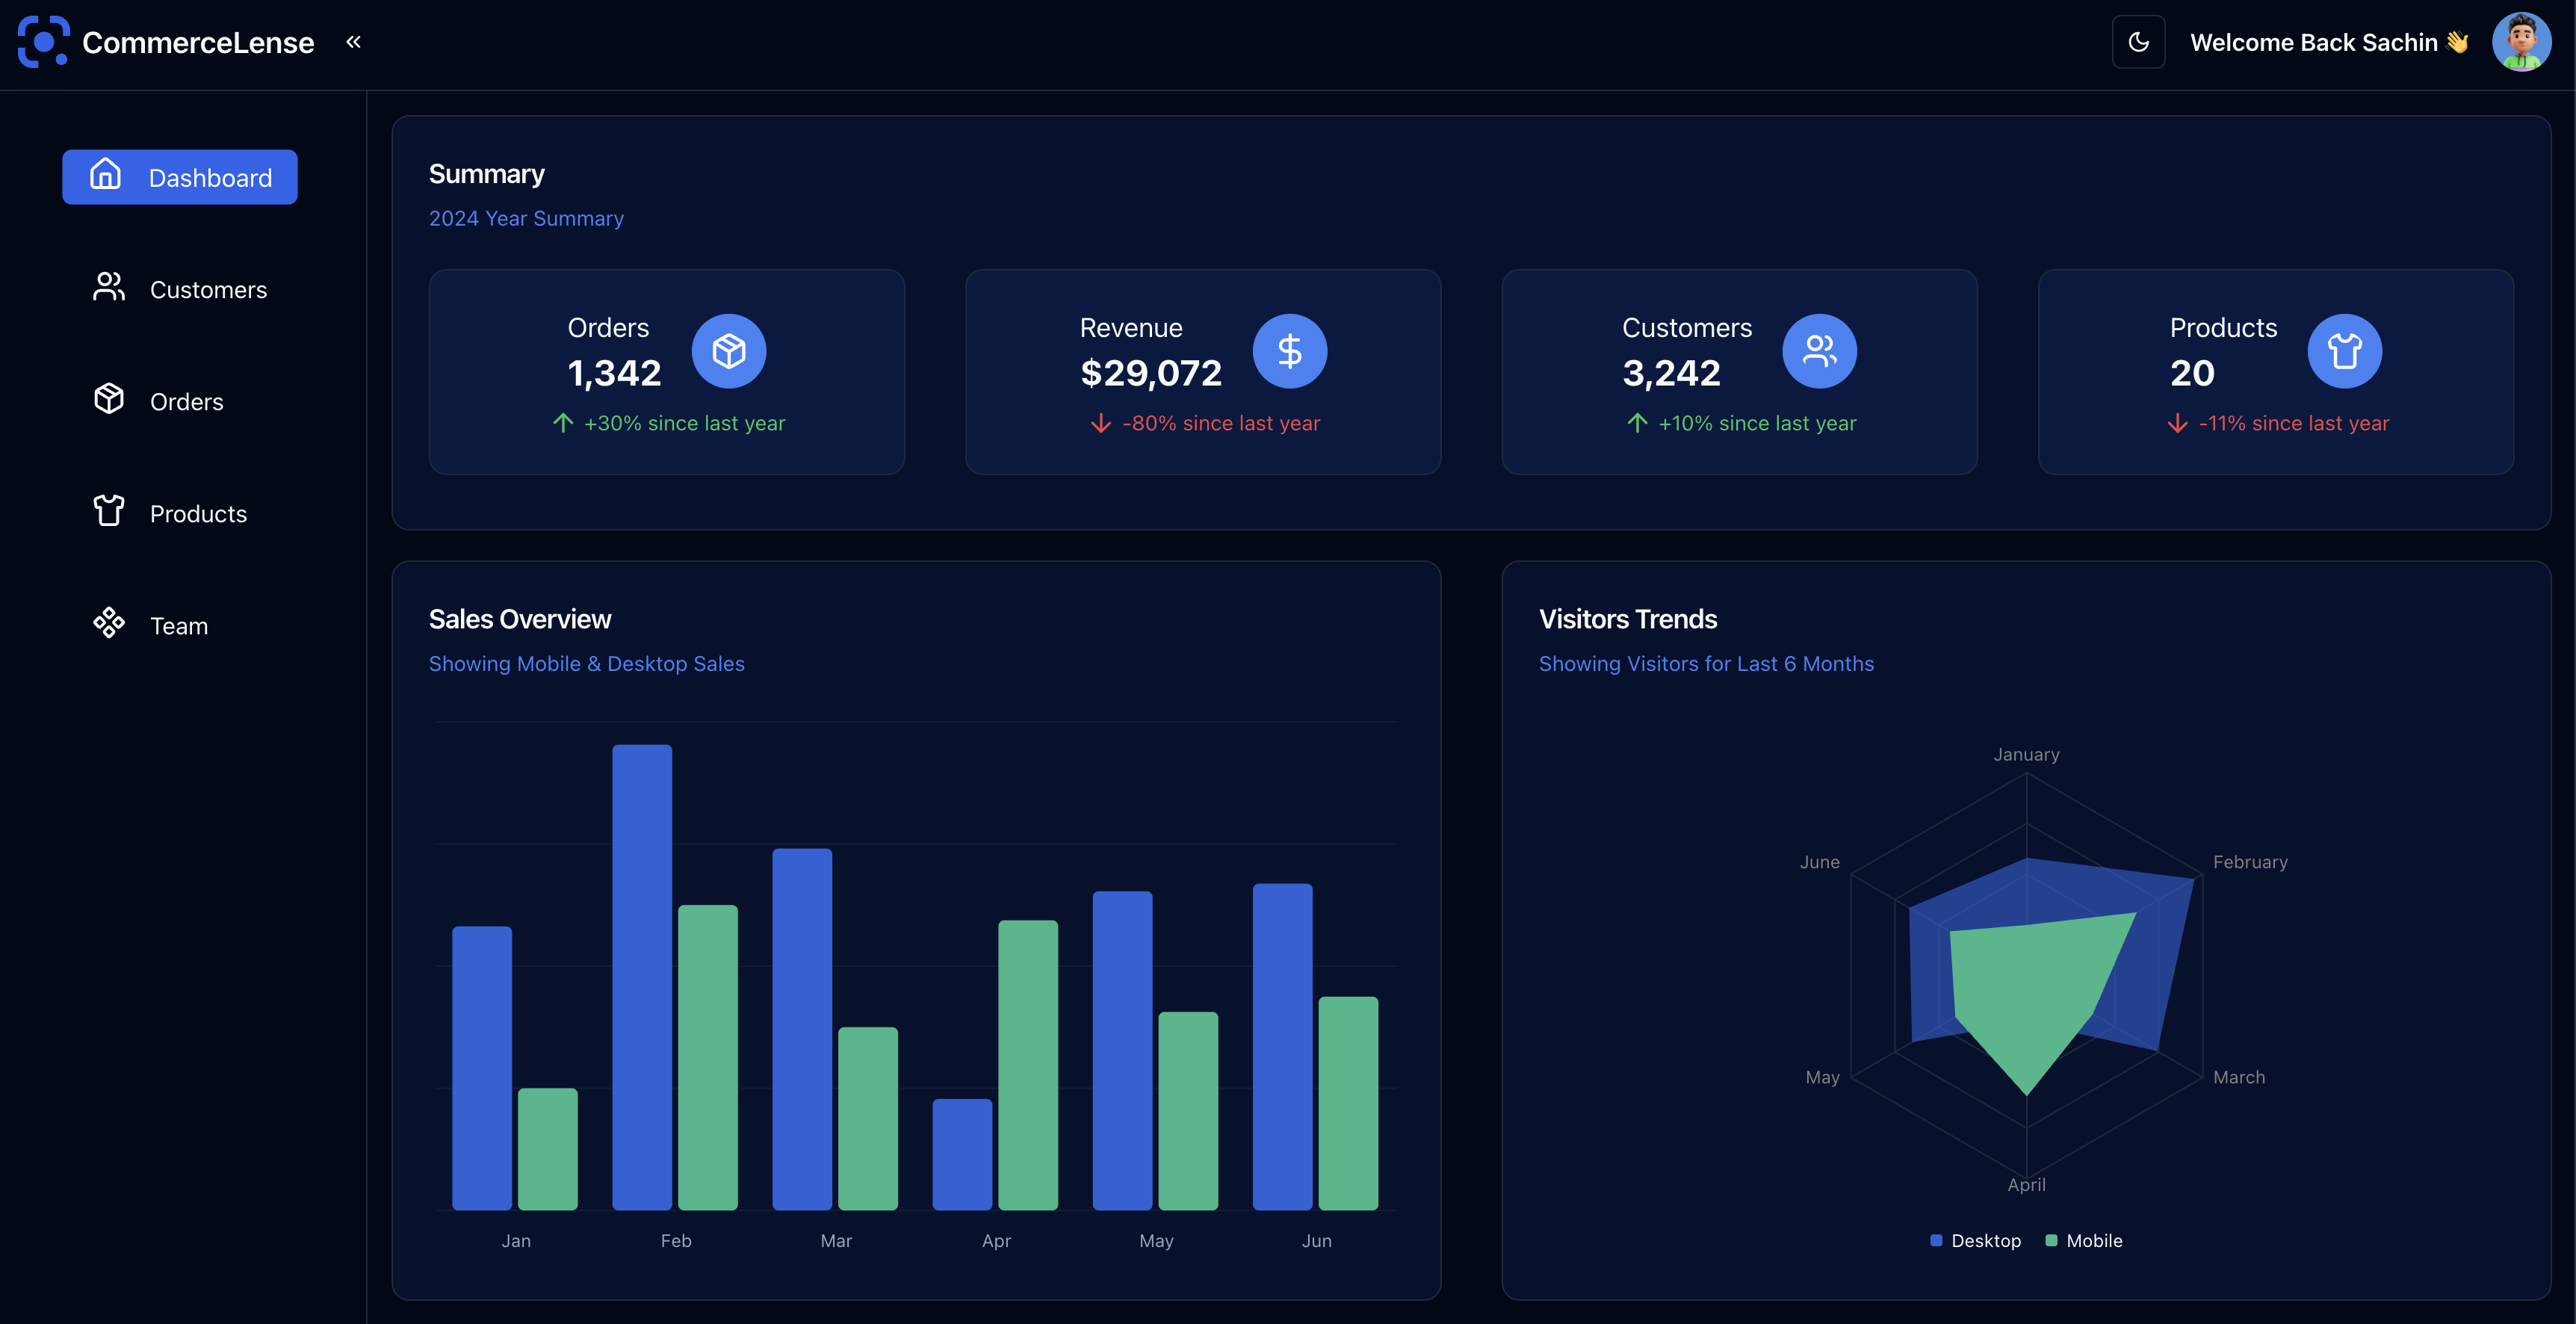 CommerceLense
Welcome Back Sachin 👋
Dashboard
Customers
Orders
Products
Team
Summary
2024 Year Summary
Orders
1,342
+30% since last year
Revenue
$29,072
-80% since last year
Customers
3,242
+10% since last year
Products
20
-11% since last year
Sales Overview
Showing Mobile & Desktop Sales
Jan
Feb
Mar
Apr
May
Jun
Visitors Trends
Showing Visitors for Last 6 Months
January
February
March
April
May
June
Desktop
Mobile